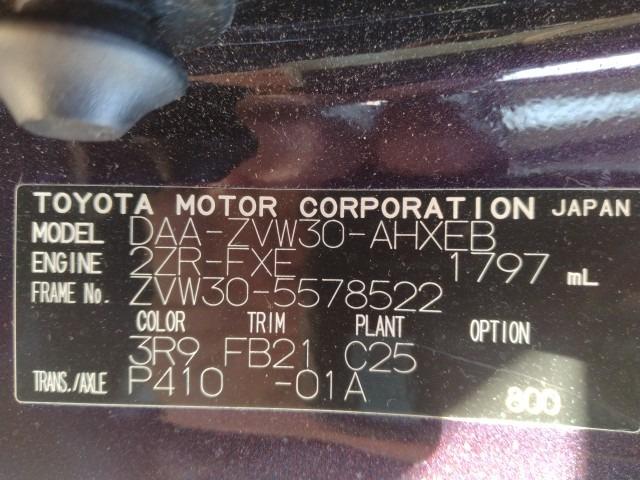 TOYOTA MOTOR CORPORATION JAPAN
MODEL DAA-ZVW30-AHXEB
ENGINE 2ZR-FXE 1797 mL
FRAME No. ZVW30-5578522
COLOR TRIM PLANT OPTION
3R9 FB21 C25
TRANS./AXLE P410 -01A 800